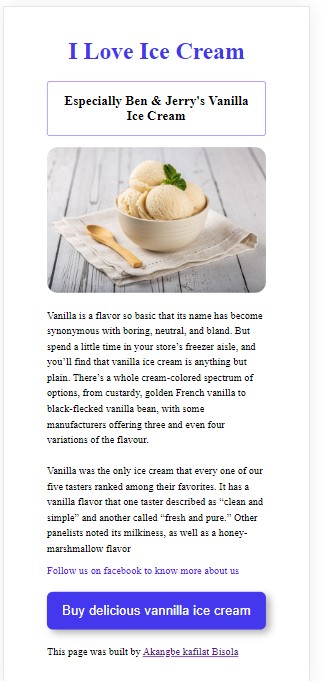 I Love Ice Cream
Especially Ben & Jerry's Vanilla
Ice Cream
Vanilla is a flavor so basic that its name has become
synonymous with boring, neutral, and bland. But
spend a little time in your store’s freezer aisle, and
you’ll find that vanilla ice cream is anything but
plain. There’s a whole cream-colored spectrum of
options, from custardy, golden French vanilla to
black-flecked vanilla bean, with some
manufacturers offering three and even four
variations of the flavour.
Vanilla was the only ice cream that every one of our
five tasters ranked among their favorites. It has a
vanilla flavor that one taster described as “clean and
simple” and another called “fresh and pure.” Other
panelists noted its milkiness, as well as a honey-
marshmallow flavor
Follow us on facebook to know more about us
Buy delicious vannilla ice cream
This page was built by Akangbe kafilat Bisola